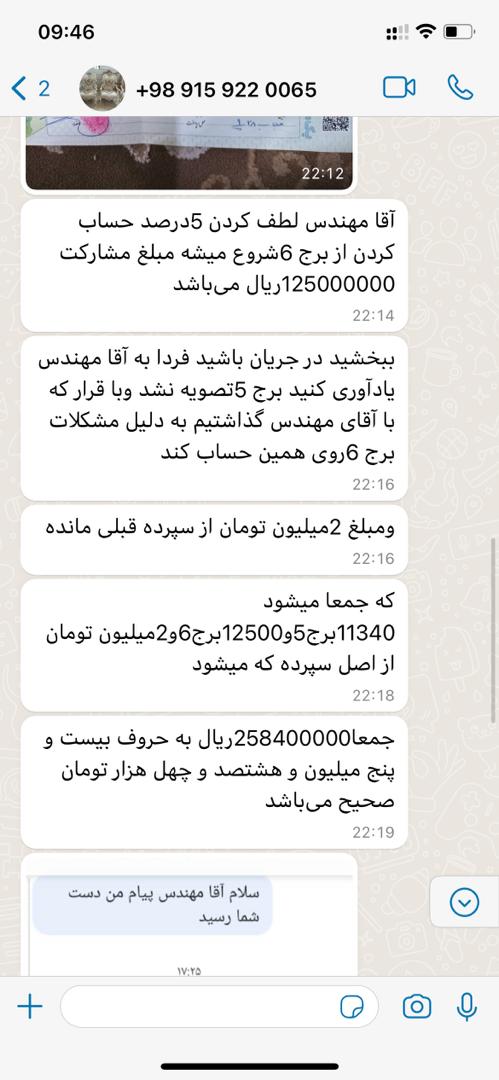 09:46
2
+98 915 922 0065
22:12
آقا مهندس لطف کردن 5درصد حساب
کردن از برج 6شروع میشه مبلغ مشارکت
125000000ریال می‌باشد
22:14
ببخشید در جریان باشید فردا به آقا مهندس
یادآوری کنید برج 5تصویه نشد وبا قرار که
با آقای مهندس گذاشتیم به دلیل مشکلات
برج 6روی همین حساب کند
22:16
ومبلغ 2میلیون تومان از سپرده قبلی مانده
22:16
که جمعا میشود
11340برج5و12500برج6و2میلیون تومان
از اصل سپرده که میشود
22:18
جمعا258400000ریال به حروف بیست و
پنج میلیون و هشتصد و چهل هزار تومان
صحیح می‌باشد
22:19
سلام آقا مهندس پیام من دست
شما رسید
۱۷:۲۵